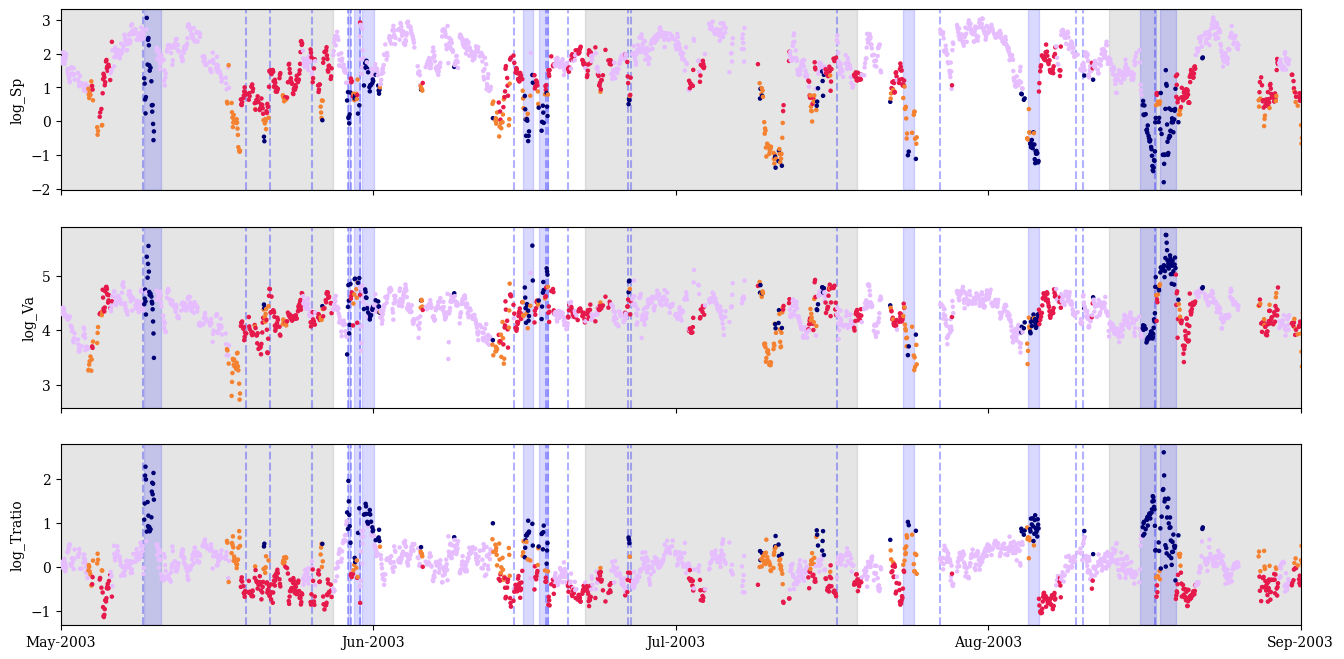 3
2
1
0
−1
−2
log_Sp
5
4
3
log_Va
2
1
0
−1
log_Tratio
May-2003
Jun-2003
Jul-2003
Aug-2003
Sep-2003